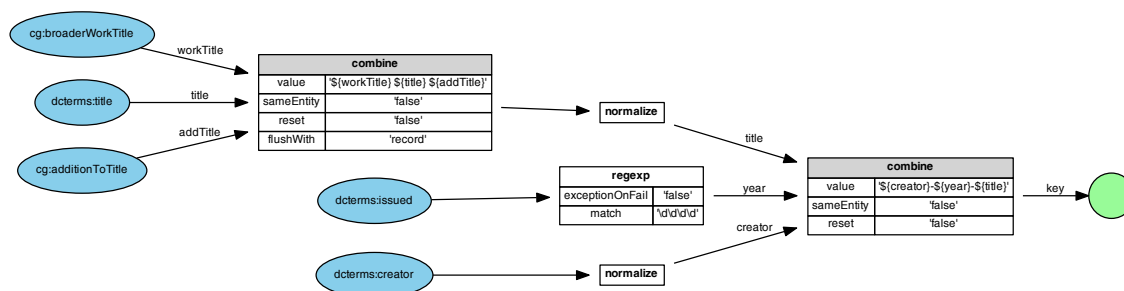 cg:broaderWorkTitle
workTitle
dcterms:title
title
cg:additionToTitle
addTitle
combine
value '${workTitle} ${title} ${addTitle}'
sameEntity 'false'
reset 'false'
flushWith 'record'
normalize
title
dcterms:issued
regexp
exceptionOnFail 'false'
match '\d\d\d\d'
year
dcterms:creator
normalize
creator
combine
value '${creator}-${year}-${title}'
sameEntity 'false'
reset 'false'
key